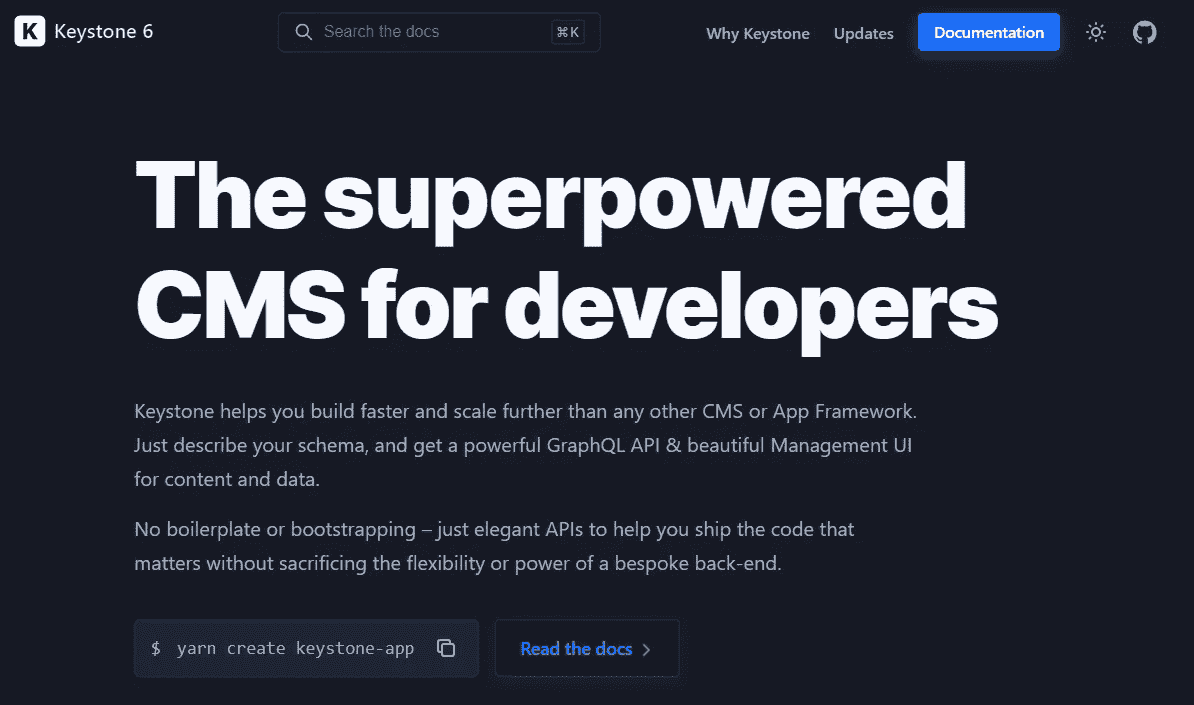 K Keystone 6
Search the docs ⌘K
Why Keystone Updates Documentation
The superpowered
CMS for developers
Keystone helps you build faster and scale further than any other CMS or App Framework.
Just describe your schema, and get a powerful GraphQL API & beautiful Management UI
for content and data.
No boilerplate or bootstrapping – just elegant APIs to help you ship the code that
matters without sacrificing the flexibility or power of a bespoke back-end.
$ yarn create keystone-app
Read the docs